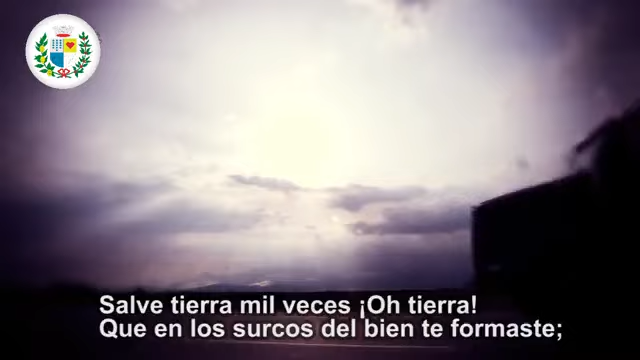 Salve tierra mil veces ¡Oh tierra!
Que en los surcos del bien te formaste;